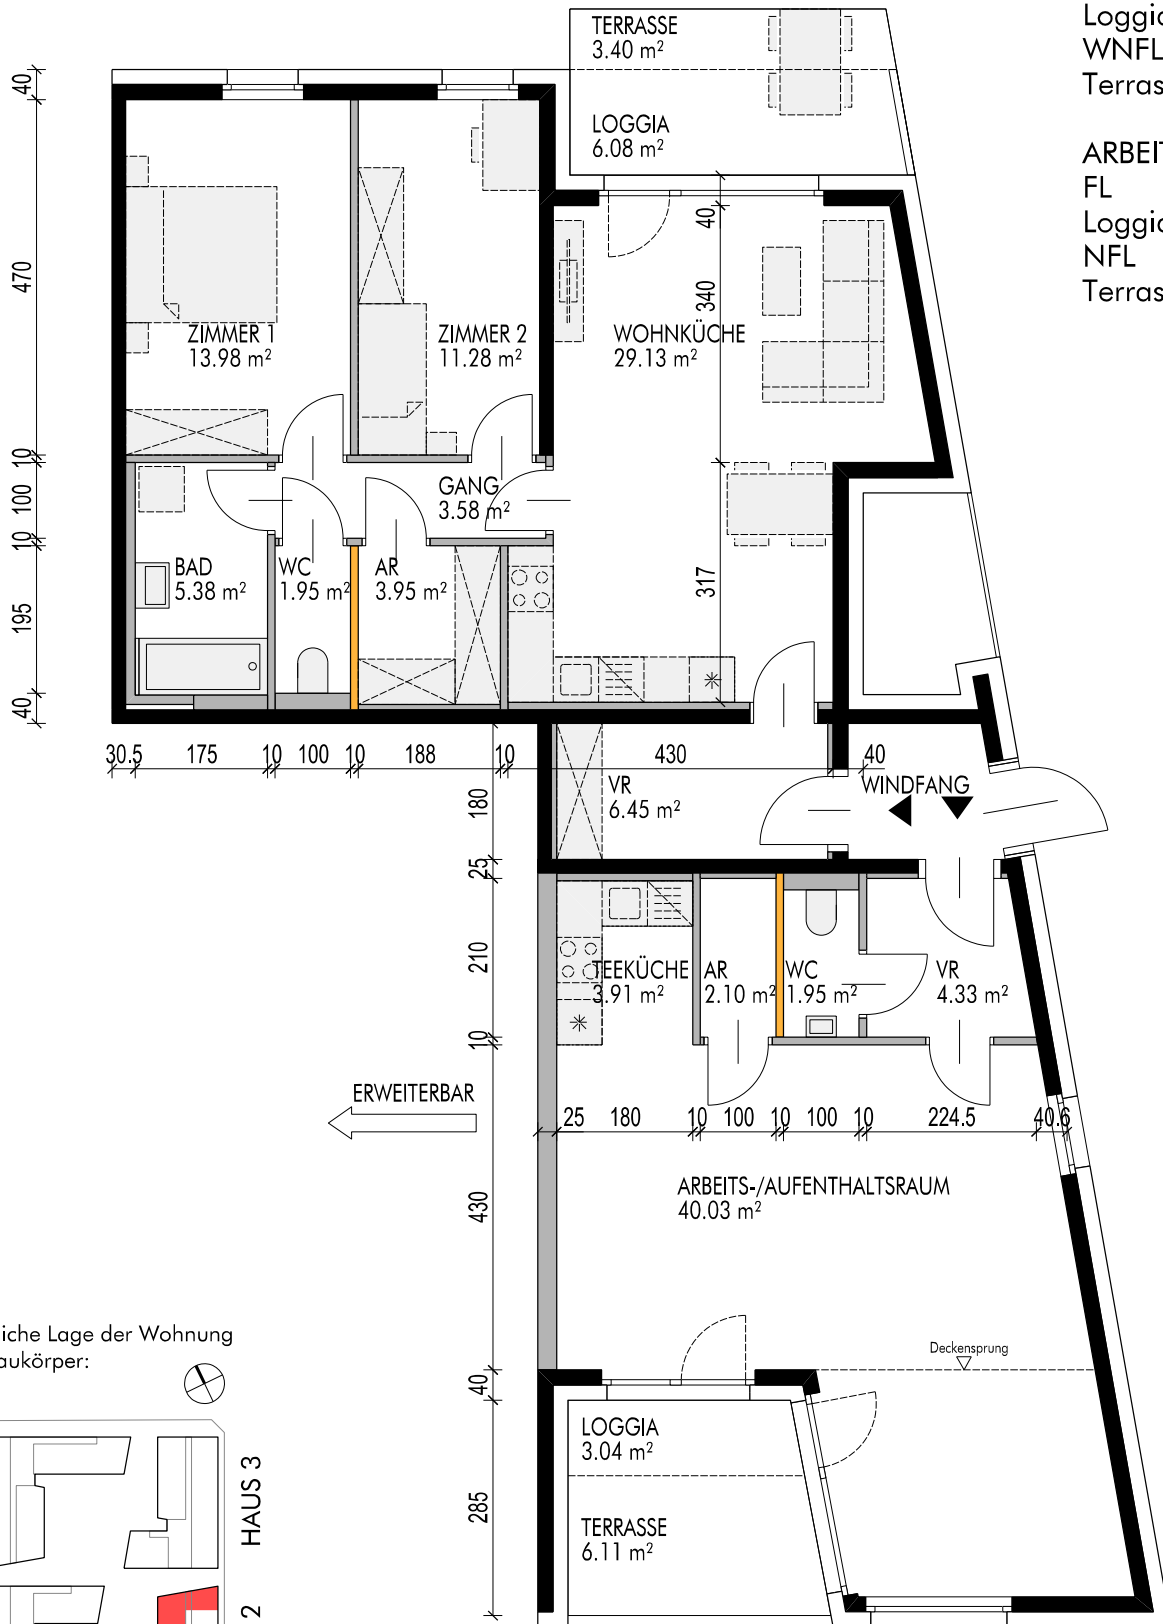 TERRASSE
3.40 m²
LOGGIA
6.08 m²
Loggia
WNFL
Terras
ARBEIT
FL
Loggia
NFL
Terras
40
470
10
100
10
195
40
ZIMMER 1
13.98 m²
ZIMMER 2
11.28 m²
WOHNKÜCHE
29.13 m²
40
340
317
GANG
3.58 m²
BAD
5.38 m²
WC
1.95 m²
AR
3.95 m²
30.5 175 10 100 10 188 10 430 40
VR
6.45 m²
WINDFANG
180
25
210
10
430
40
285
TEEKÜCHE
3.91 m²
AR
2.10 m²
WC
1.95 m²
VR
4.33 m²
ERWEITERBAR
25 180 10 100 10 100 10 224.5 40.6
ARBEITS-/AUFENTHALTSRAUM
40.03 m²
Deckensprung
LOGGIA
3.04 m²
TERRASSE
6.11 m²
iche Lage der Wohnung
aukörper:
HAUS 3
2